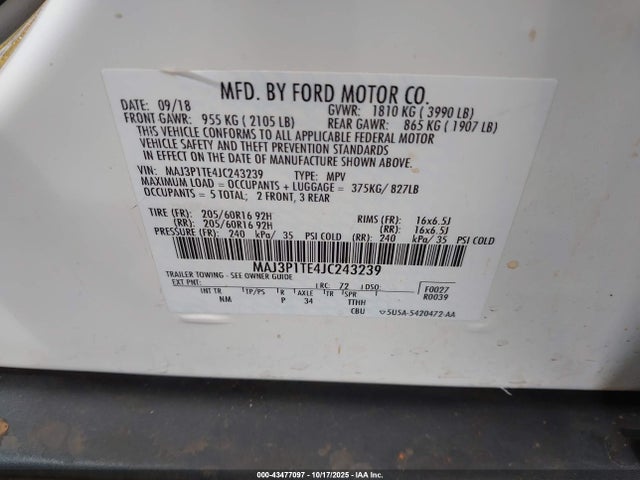 MFD. BY FORD MOTOR CO.
DATE: 09/18 GVWR: 1810 KG ( 3990 LB)
FRONT GAWR: 955 KG ( 2105 LB) REAR GAWR: 865 KG ( 1907 LB)
THIS VEHICLE CONFORMS TO ALL APPLICABLE FEDERAL MOTOR
VEHICLE SAFETY AND THEFT PREVENTION STANDARDS
IN EFFECT ON THE DATE OF MANUFACTURE SHOWN ABOVE.
VIN: MAJ3P1TE4JC243239 TYPE: MPV
MAXIMUM LOAD = OCCUPANTS + LUGGAGE = 375KG/ 827LB
OCCUPANTS = 5 TOTAL; 2 FRONT, 3 REAR
TIRE (FR): 205/60R16 92H RIMS (FR): 16x6.5J
(RR): 205/60R16 92H (RR): 16x6.5J
PRESSURE (FR): 240 kPa/ 35 PSI COLD (RR): 240 kPa/ 35 PSI COLD
MAJ3P1TE4JC243239
TRAILER TOWING - SEE OWNER GUIDE
EXT PNT: RC: 72 DSO: F0027
R0039
INT TR TP/PS R AXLE TR SPR
NM P 34 TTHH
CBU 5U5A-5420472-AA
000-43477097 - 10/17/2025 - IAA Inc.